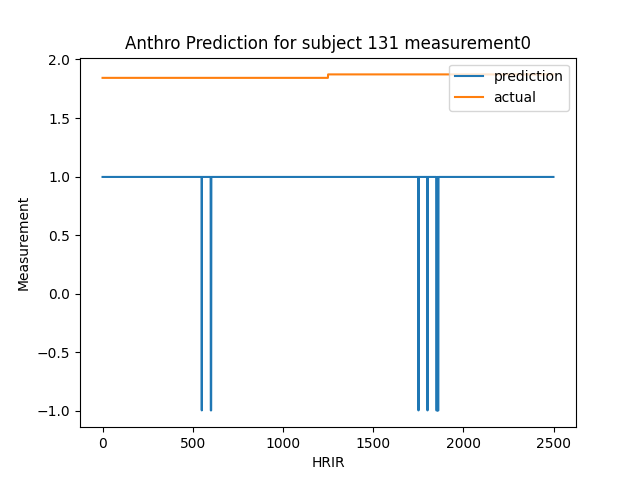 Anthro Prediction for subject 131 measurement0
2.0
1.5
1.0
0.5
0.0
−0.5
−1.0
Measurement
prediction
actual
0 500 1000 1500 2000 2500
HRIR